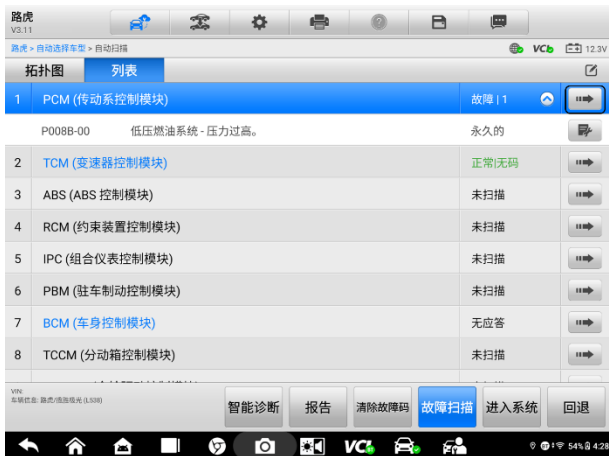 路虎
V3.11
路虎 > 自动选择车型 > 自动扫描
VCI
12.3V
拓扑图
列表
1 PCM (传动系控制模块) 故障 | 1
P008B-00 低压燃油系统 - 压力过高。 永久的
2 TCM (变速器控制模块) 正常|无码
3 ABS (ABS 控制模块) 未扫描
4 RCM (约束装置控制模块) 未扫描
5 IPC (组合仪表控制模块) 未扫描
6 PBM (驻车制动控制模块) 未扫描
7 BCM (车身控制模块) 无应答
8 TCCM (分动箱控制模块) 未扫描
VIN:
车辆信息: 路虎/揽胜极光 (L538)
智能诊断
报告
清除故障码
故障扫描
进入系统
回退
VCI
54% 4:28